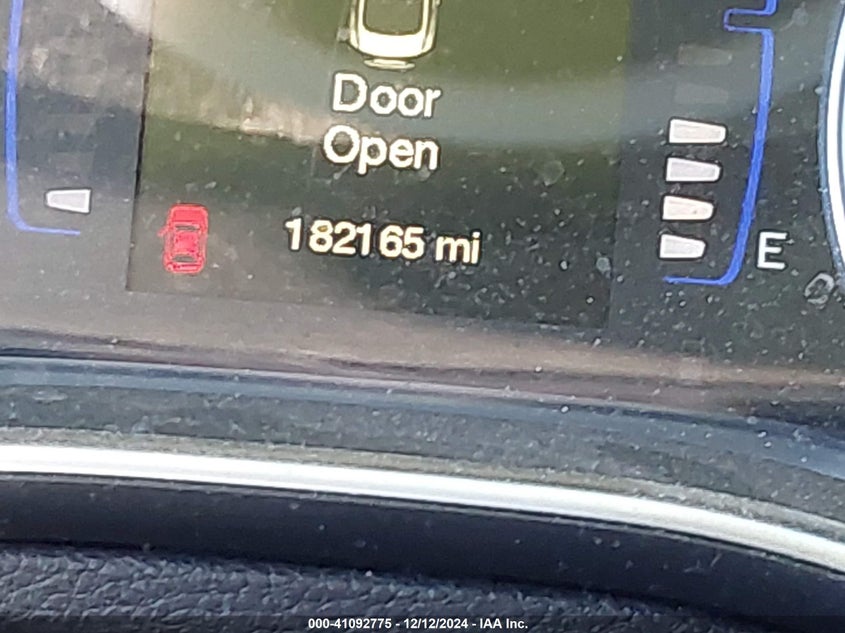 Door
Open
182165 mi
E
000-41092775 - 12/12/2024 - IAA Inc.